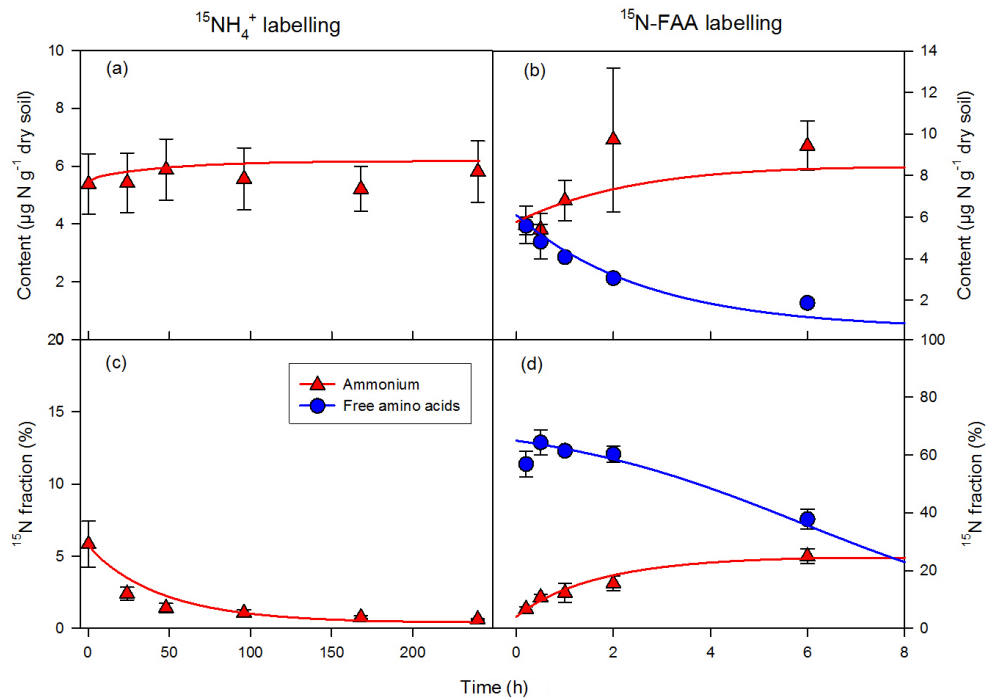 ¹⁵NH₄⁺ labelling
¹⁵N-FAA labelling
(a)
(b)
Content (µg N g⁻¹ dry soil)
10
8
6
4
2
0
14
12
10
8
6
4
2
Content (µg N g⁻¹ dry soil)
(c)
(d)
Ammonium
Free amino acids
¹⁵N fraction (%)
20
15
10
5
0
100
80
60
40
20
0
¹⁵N fraction (%)
0 50 100 150 200
0 2 4 6 8
Time (h)